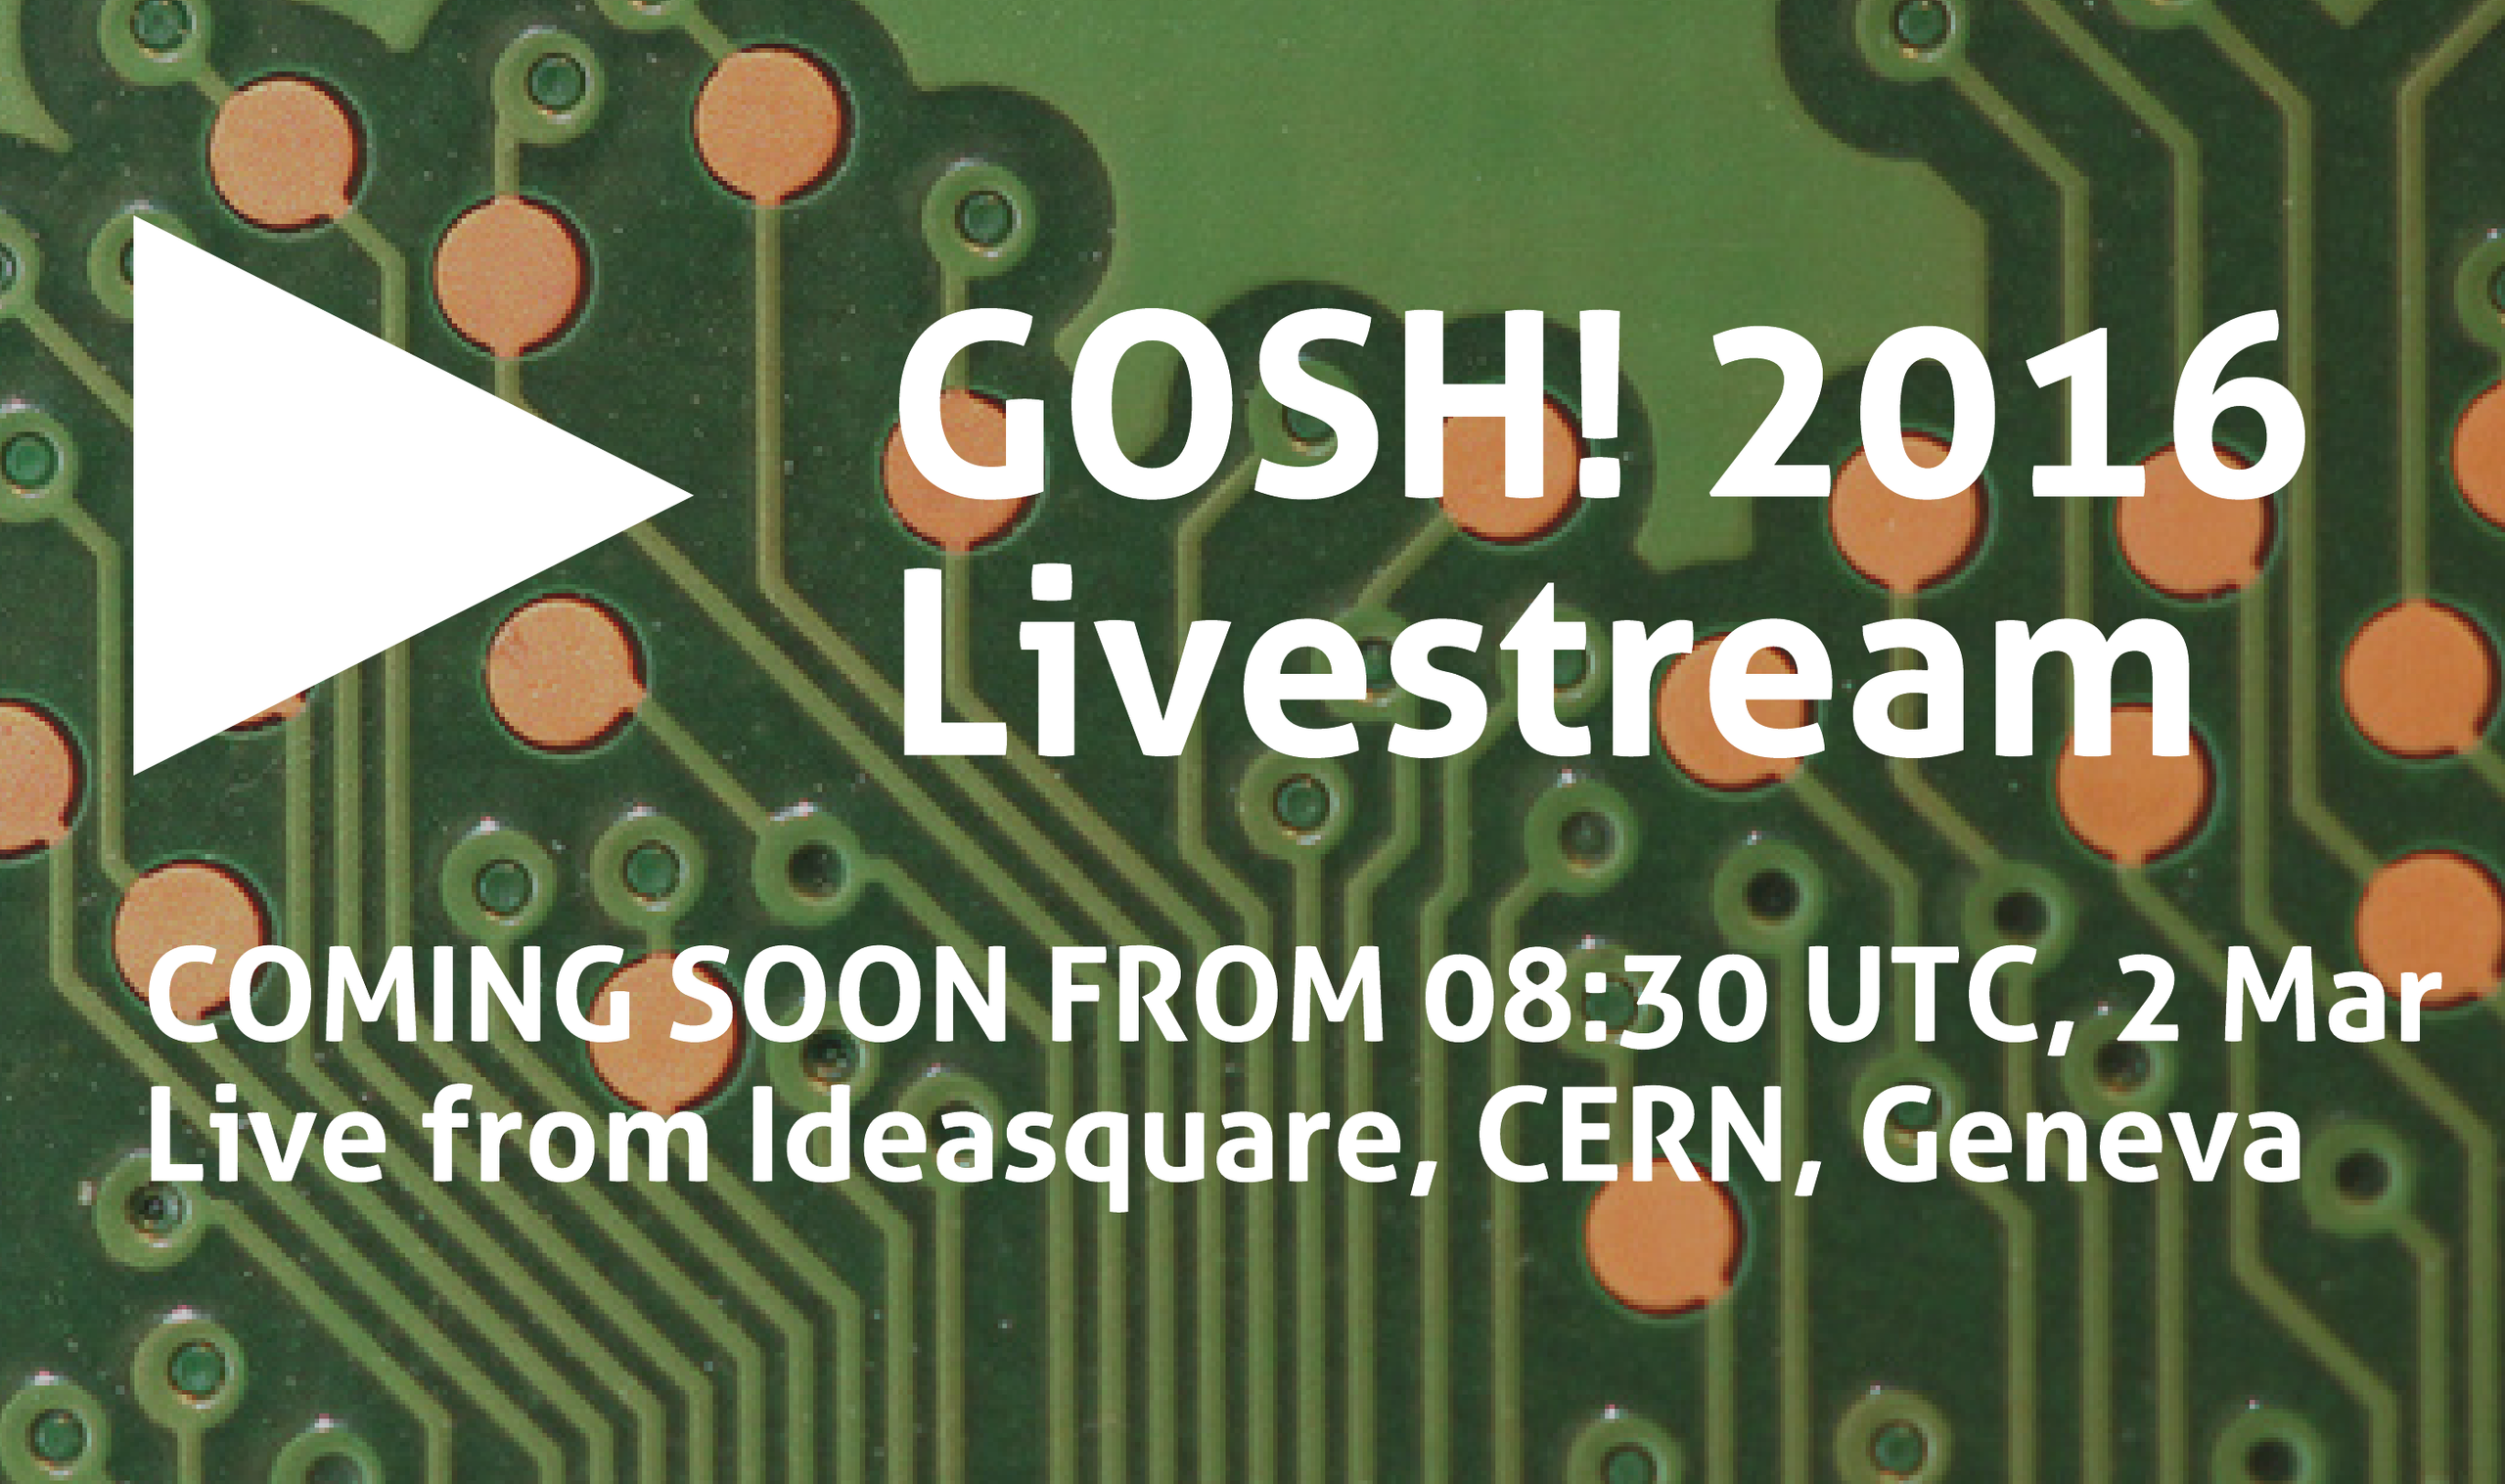 GOSH! 2016
Livestream
COMING SOON FROM 08:30 UTC, 2 Mar
Live from Ideasquare, CERN, Geneva